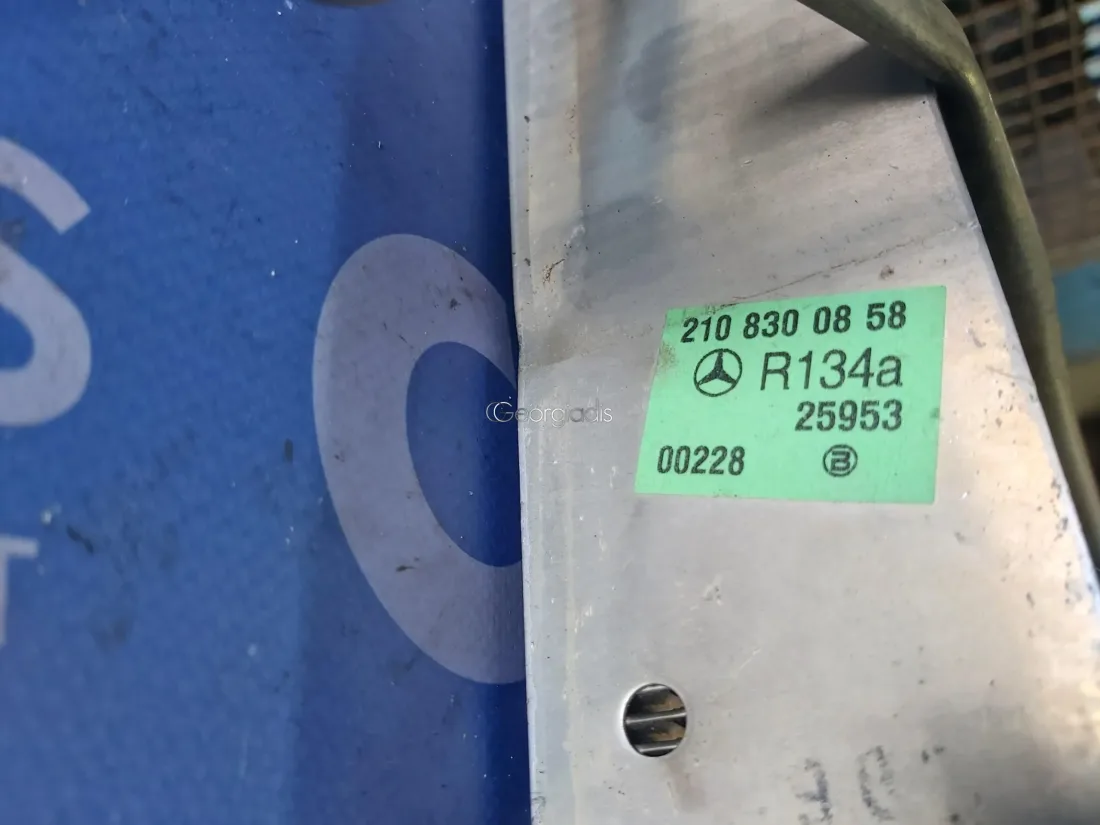 S
T
O
Georgiadis
210 830 08 58
R134a
25953
00228
B